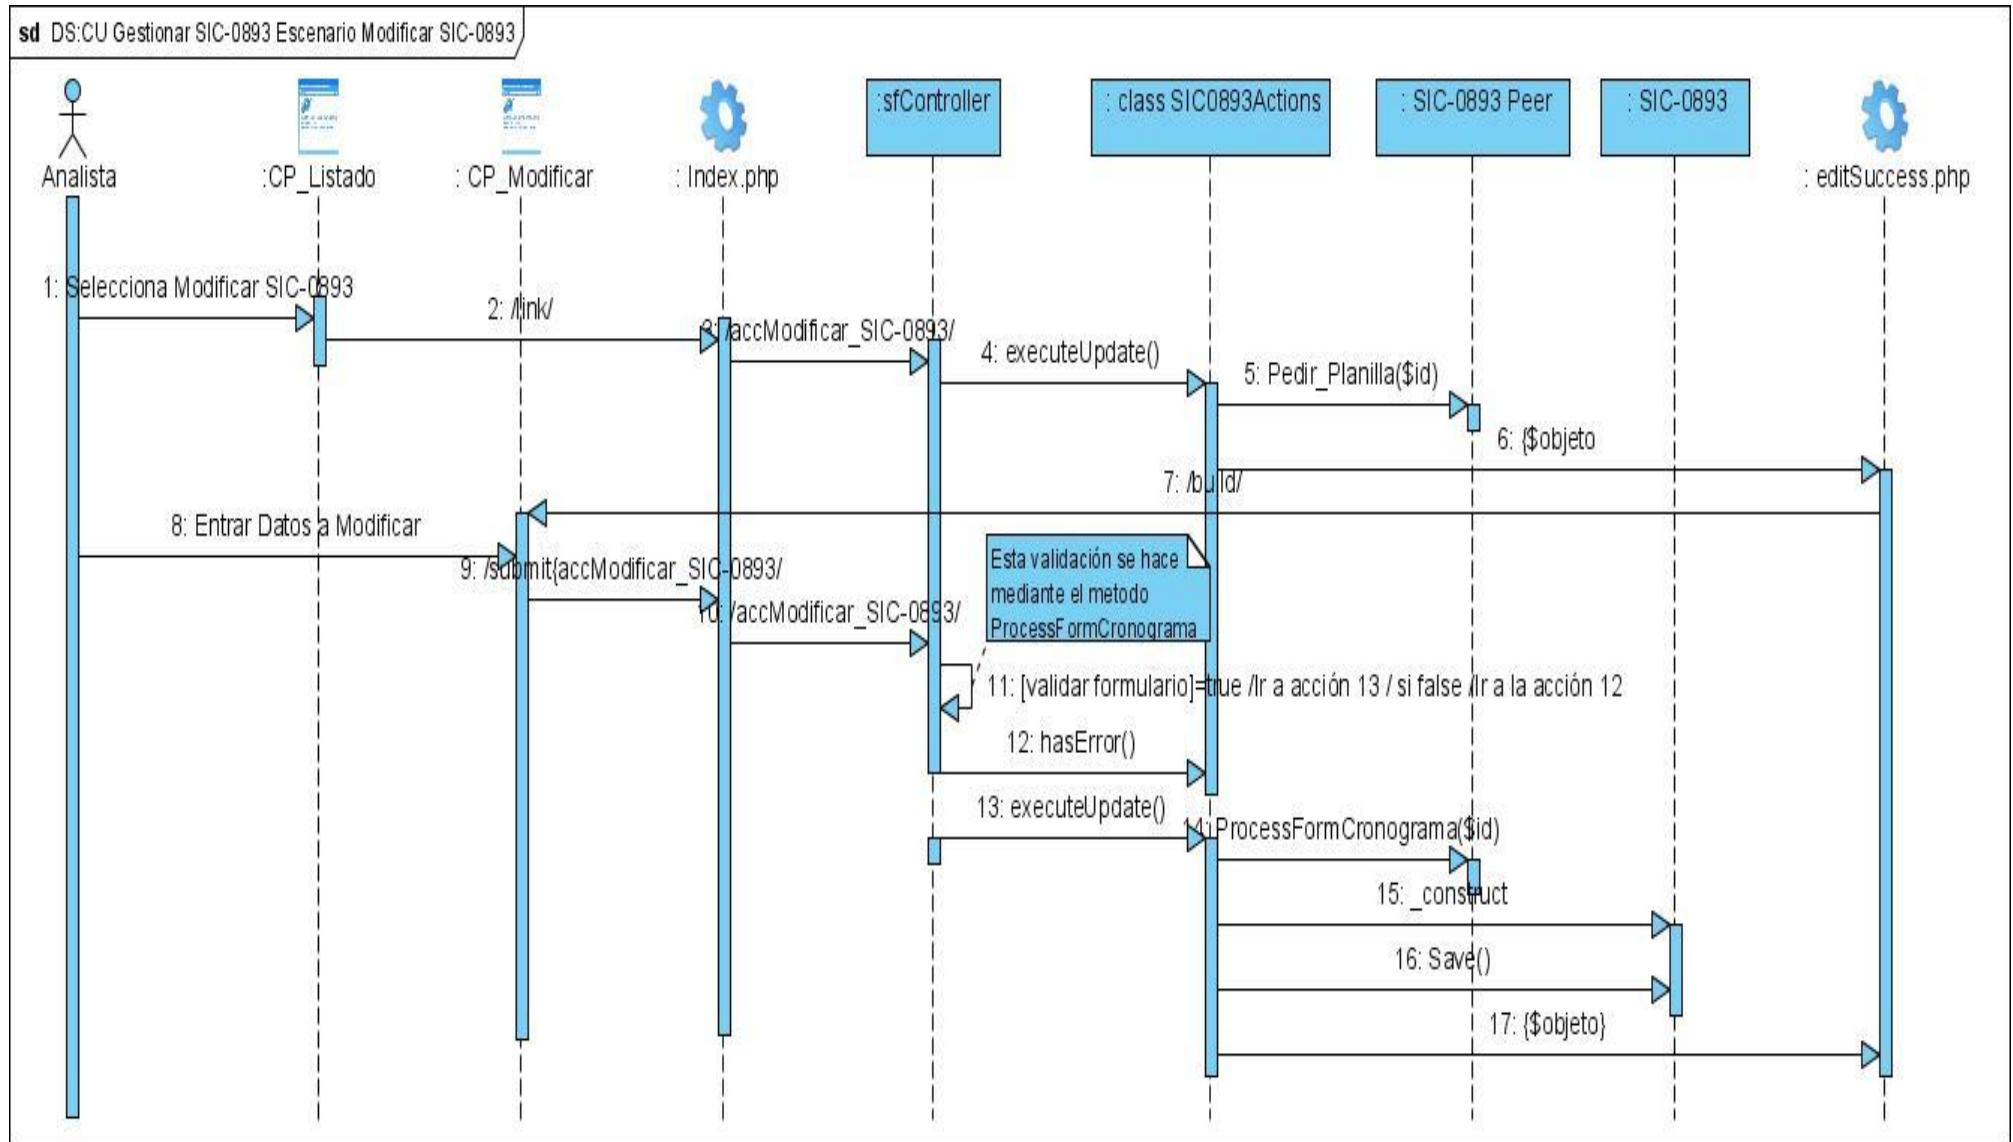 sd DS:CU Gestionar SIC-0893 Escenario Modificar SIC-0893
:sfController
: class SIC0893Actions
: SIC-0893 Peer
: SIC-0893
Analista
:CP_Listado
: CP_Modificar
: Index.php
: editSuccess.php
1: Selecciona Modificar SIC-0893
2: /link/
3: /accModificar_SIC-0893/
4: executeUpdate()
5: Pedir_Planilla($id)
6: {$objeto
7: /build/
8: Entrar Datos a Modificar
9: /submit{accModificar_SIC-0893/
10: /accModificar_SIC-0893/
Esta validación se hace
mediante el metodo
ProcessFormCronograma
11: [validar formulario]=true /Ir a acción 13 / si false /Ir a la acción 12
12: hasError()
13: executeUpdate()
14: ProcessFormCronograma($id)
15: _construct
16: Save()
17: {$objeto}